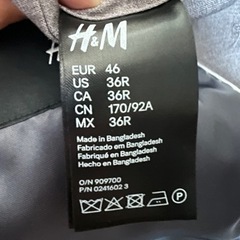 H&M
EUR 46
US 36R
CA 36R
CN 170/92A
MX 36R
Made in Bangladesh
Fabricado em Bangladesh
Fabriqué en Bangladesh
Hecho en Bangladesh
O/N 909700
P/N 0241602 3
P